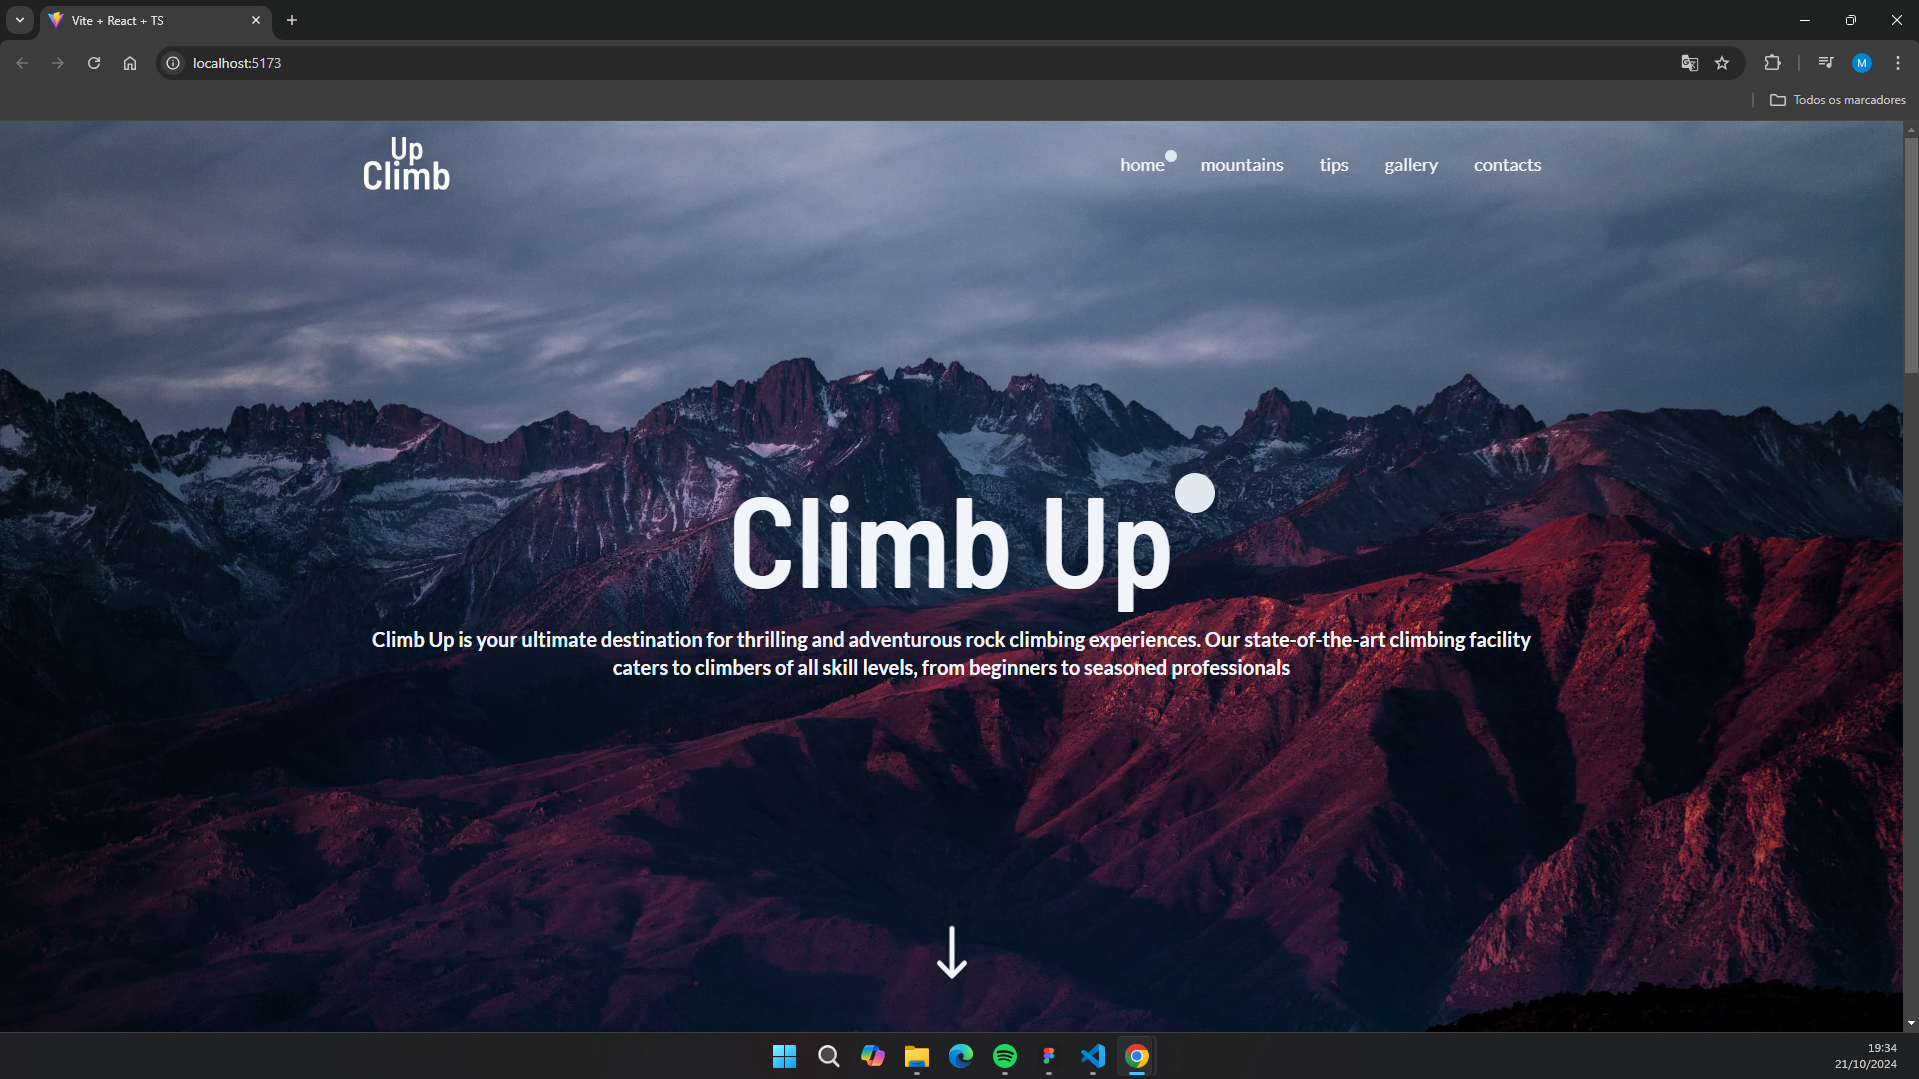 Vite + React + TS
localhost:5173
M
Todos os marcadores
Up
Climb
home mountains tips gallery contacts
Climb Up
Climb Up is your ultimate destination for thrilling and adventurous rock climbing experiences. Our state-of-the-art climbing facility
caters to climbers of all skill levels, from beginners to seasoned professionals
19:34
21/10/2024